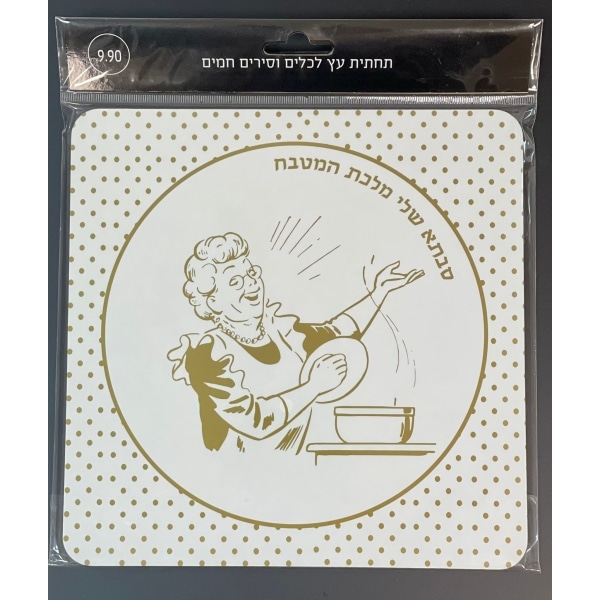 9.90
תחתית עץ לכלים וסירים חמים
סבתא שלי מלכת המטבח